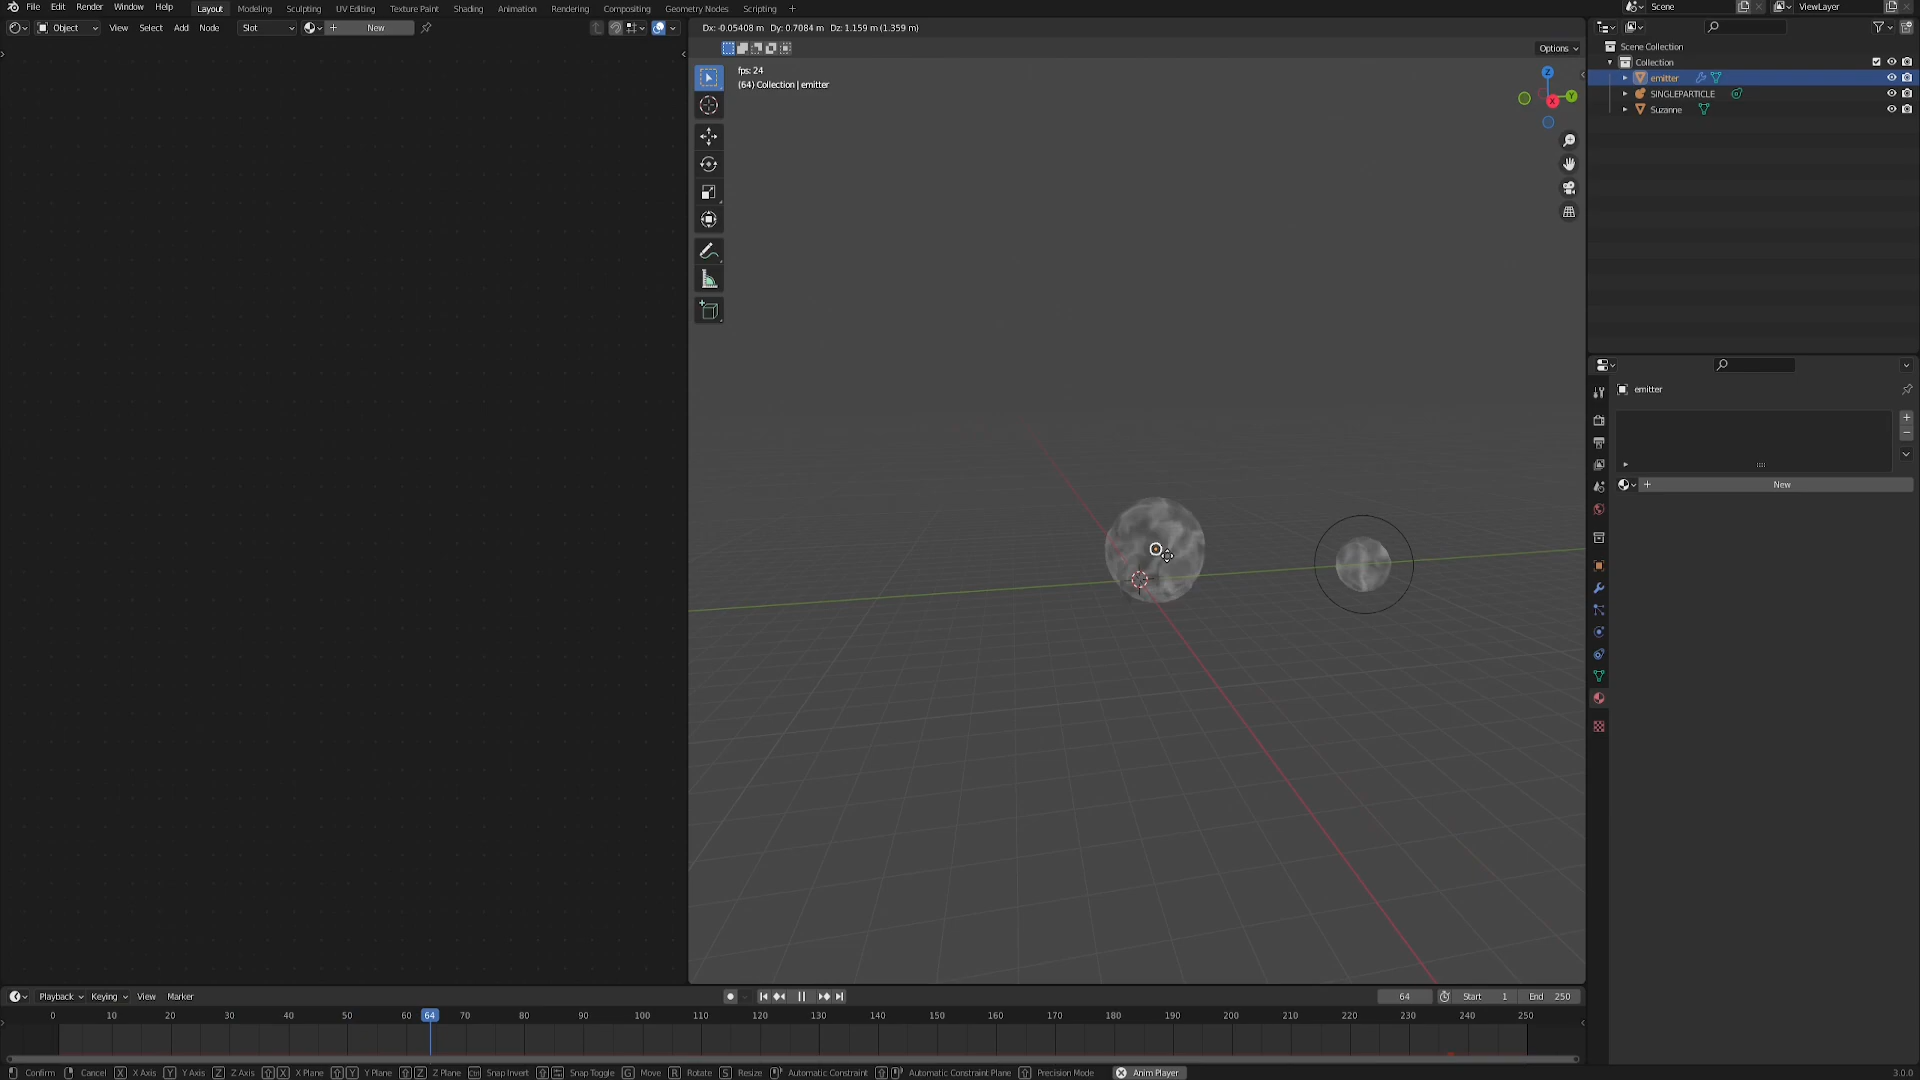 File Edit Render Window Help Layout Modeling Sculpting UV Editing Texture Paint Shading Animation Rendering Compositing Geometry Nodes Scripting + Scene ViewLayer
Object View Select Add Node Slot New
Dx: -0.05408 m Dy: 0.7084 m Dz: 1.159 m (1.359 m)
Options
fps: 24
(64) Collection | emitter
Z
Y
X
Scene Collection
Collection
emitter
SINGLEPARTICLE
Suzanne
emitter
New
Playback Keying View Marker 64 Start 1 End 250
0 10 20 30 40 50 60 64 70 80 90 100 110 120 130 140 150 160 170 180 190 200 210 220 230 240 250
Confirm Cancel X X Axis Y Y Axis Z Z Axis X X Plane Y Y Plane Z Z Plane Snap Invert Snap Toggle G Move R Rotate S Resize Automatic Constraint Automatic Constraint Plane Precision Mode Anim Player 3.0.0